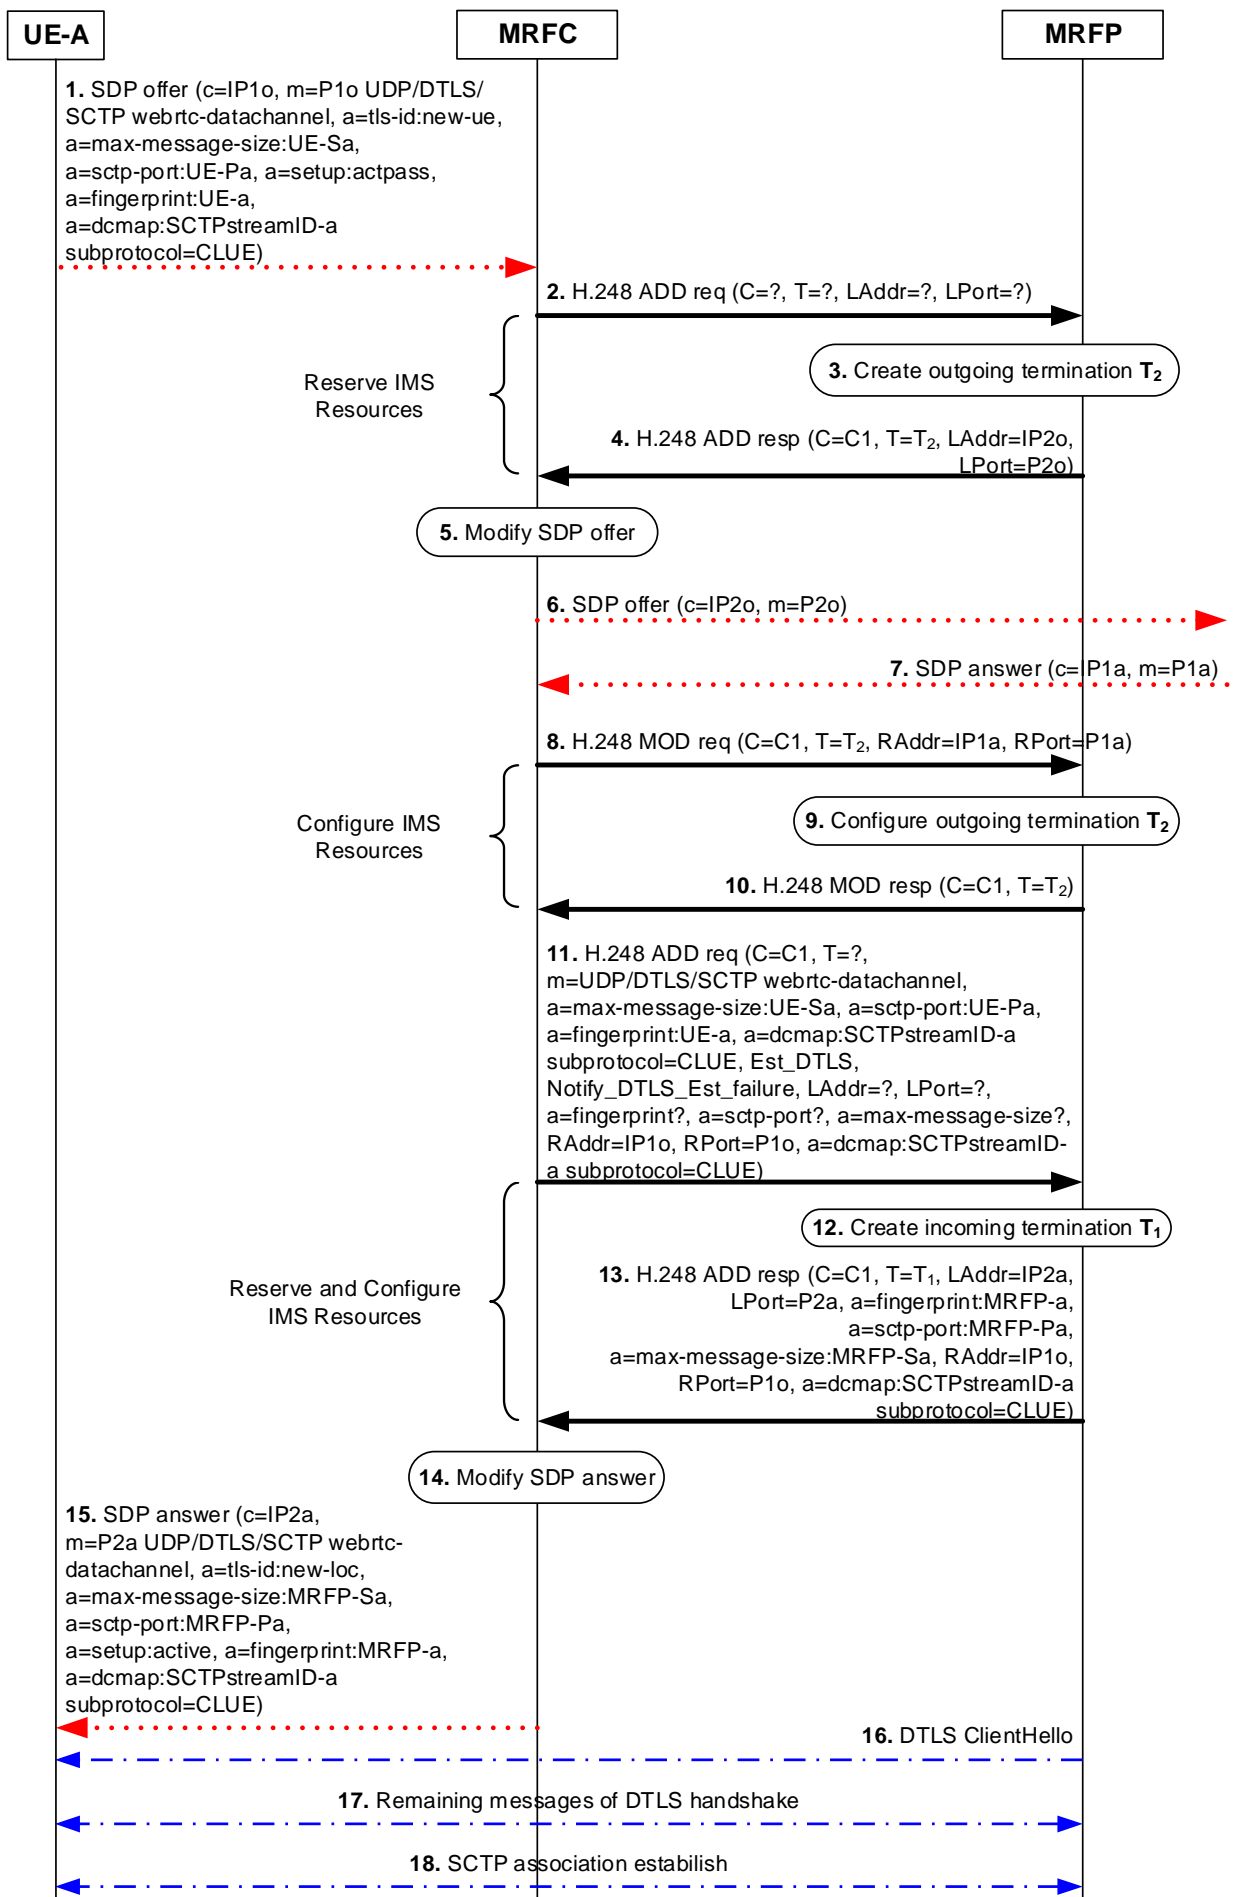 UE-A
MRFC
MRFP
1. SDP offer (c=IP1o, m=P1o UDP/DTLS/
SCTP webrtc-datachannel, a=tls-id:new-ue,
a=max-message-size:UE-Sa,
a=sctp-port:UE-Pa, a=setup:actpass,
a=fingerprint:UE-a,
a=dcmap:SCTPstreamID-a
subprotocol=CLUE)
2. H.248 ADD req (C=?, T=?, LAddr=?, LPort=?)
Reserve IMS
Resources
3. Create outgoing termination T2
4. H.248 ADD resp (C=C1, T=T2, LAddr=IP2o,
LPort=P2o)
5. Modify SDP offer
6. SDP offer (c=IP2o, m=P2o)
7. SDP answer (c=IP1a, m=P1a)
8. H.248 MOD req (C=C1, T=T2, RAddr=IP1a, RPort=P1a)
Configure IMS
Resources
9. Configure outgoing termination T2
10. H.248 MOD resp (C=C1, T=T2)
11. H.248 ADD req (C=C1, T=?,
m=UDP/DTLS/SCTP webrtc-datachannel,
a=max-message-size:UE-Sa, a=sctp-port:UE-Pa,
a=fingerprint:UE-a, a=dcmap:SCTPstreamID-a
subprotocol=CLUE, Est_DTLS,
Notify_DTLS_Est_failure, LAddr=?, LPort=?,
a=fingerprint?, a=sctp-port?, a=max-message-size?,
RAddr=IP1o, RPort=P1o, a=dcmap:SCTPstreamID-
a subprotocol=CLUE)
12. Create incoming termination T1
Reserve and Configure
IMS Resources
13. H.248 ADD resp (C=C1, T=T1, LAddr=IP2a,
LPort=P2a, a=fingerprint:MRFP-a,
a=sctp-port:MRFP-Pa,
a=max-message-size:MRFP-Sa, RAddr=IP1o,
RPort=P1o, a=dcmap:SCTPstreamID-a
subprotocol=CLUE)
14. Modify SDP answer
15. SDP answer (c=IP2a,
m=P2a UDP/DTLS/SCTP webrtc-
datachannel, a=tls-id:new-loc,
a=max-message-size:MRFP-Sa,
a=sctp-port:MRFP-Pa,
a=setup:active, a=fingerprint:MRFP-a,
a=dcmap:SCTPstreamID-a
subprotocol=CLUE)
16. DTLS ClientHello
17. Remaining messages of DTLS handshake
18. SCTP association estabilish